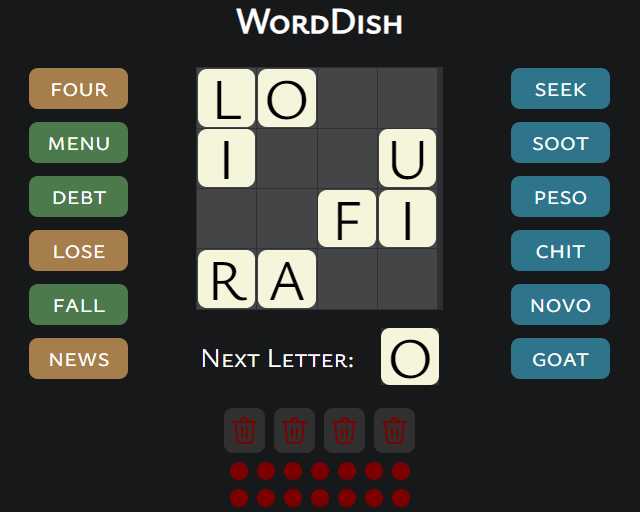 WordDish
FOUR
MENU
DEBT
LOSE
FALL
NEWS
L O
I U
F I
R A
Next Letter: O
SEEK
SOOT
PESO
CHIT
NOVO
GOAT